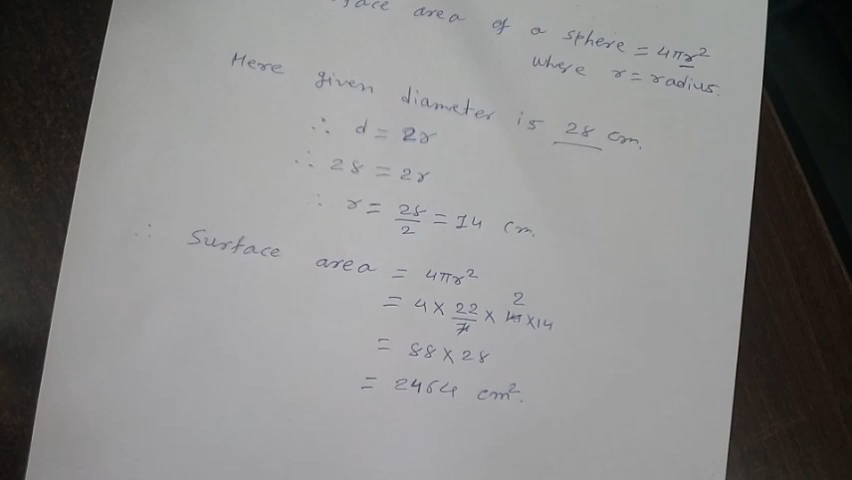 area of a sphere = 4πr²
where r = radius.
Here given diameter is 28 cm.
∴ d = 2r
∴ 28 = 2r
∴ r = 28/2 = 14 cm.
∴ Surface area = 4πr²
= 4 × 22/7 × 14 × 14
2
= 88 × 28
= 2464 cm².